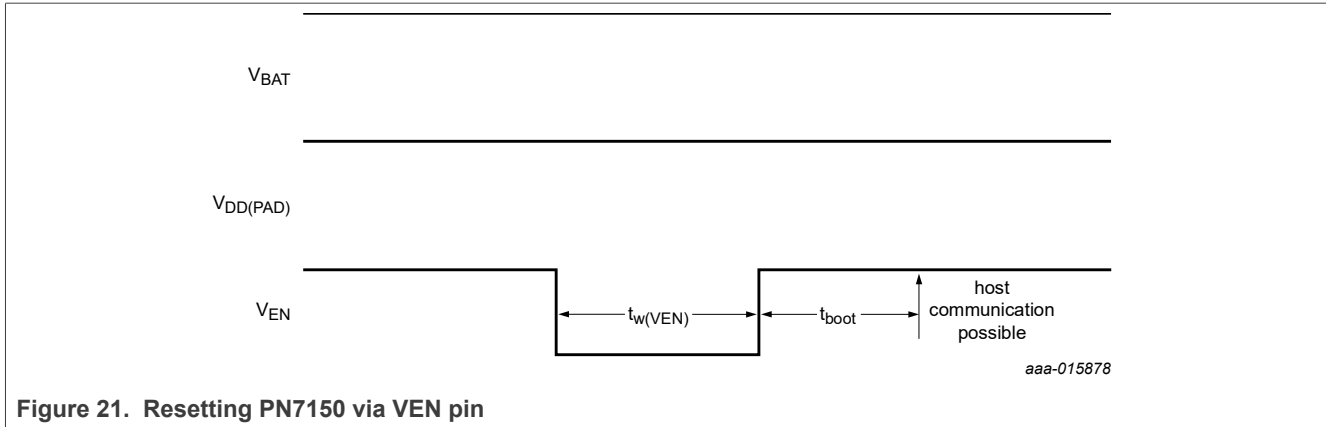 VBAT
VDD(PAD)
VEN
tw(VEN)
tboot
host
communication
possible
aaa-015878
Figure 21. Resetting PN7150 via VEN pin